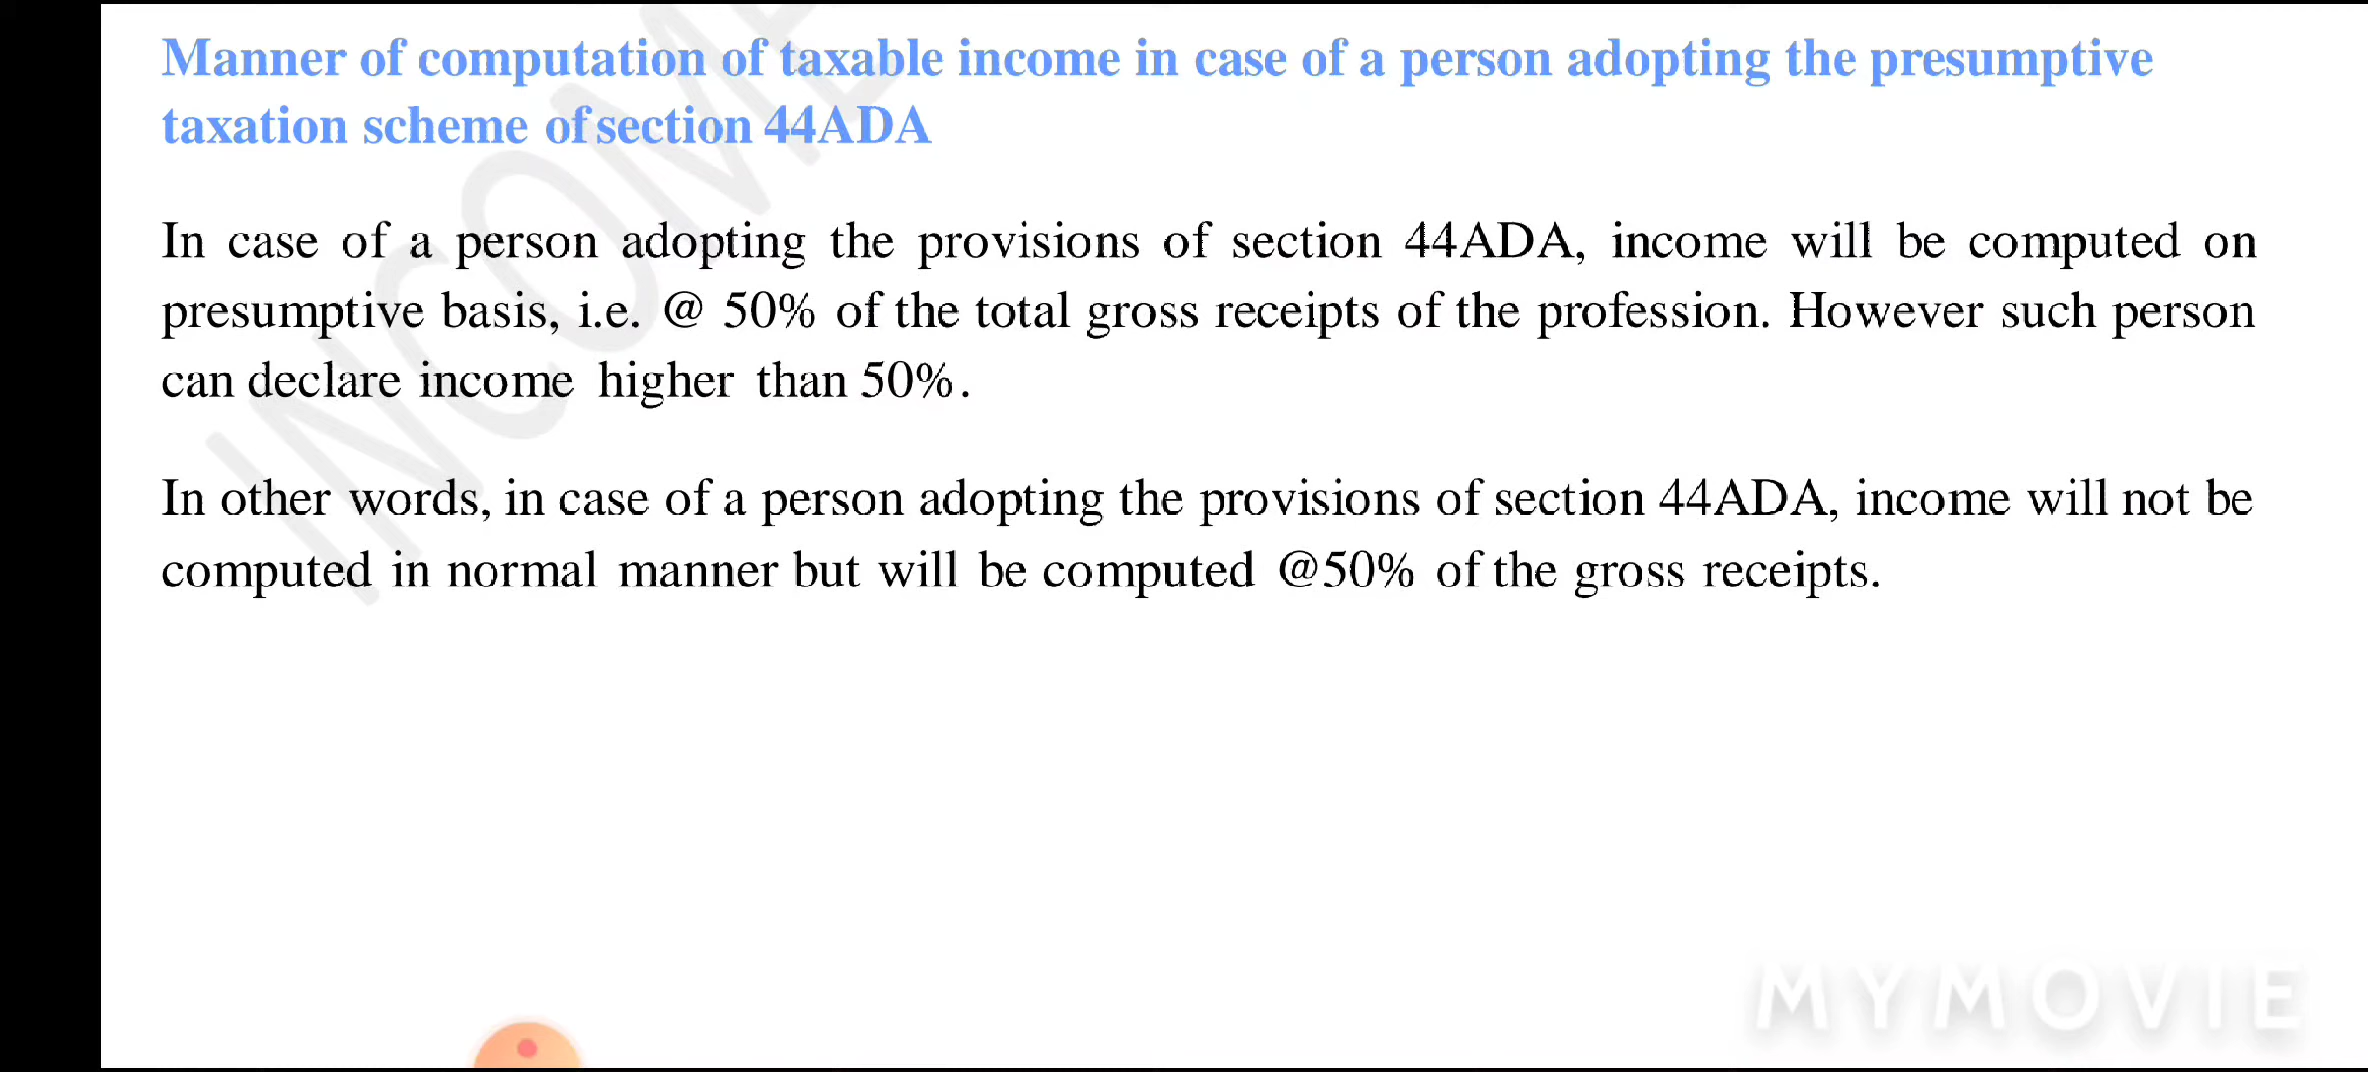 Manner of computation of taxable income in case of a person adopting the presumptive
taxation scheme of section 44ADA
In case of a person adopting the provisions of section 44ADA, income will be computed on
presumptive basis, i.e. @ 50% of the total gross receipts of the profession. However such person
can declare income higher than 50%.
In other words, in case of a person adopting the provisions of section 44ADA, income will not be
computed in normal manner but will be computed @50% of the gross receipts.
INCOME
MYMOVIE